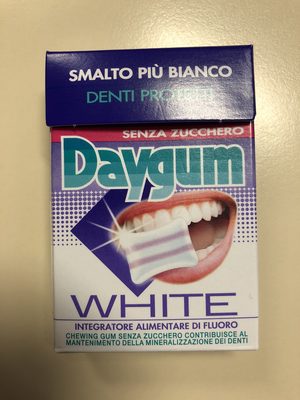 SMALTO PIÙ BIANCO
DENTI PROTETTI
SENZA ZUCCHERO
Daygum
WHITE
INTEGRATORE ALIMENTARE DI FLUORO
CHEWING GUM SENZA ZUCCHERO CONTRIBUISCE AL
MANTENIMENTO DELLA MINERALIZZAZIONE DEI DENTI